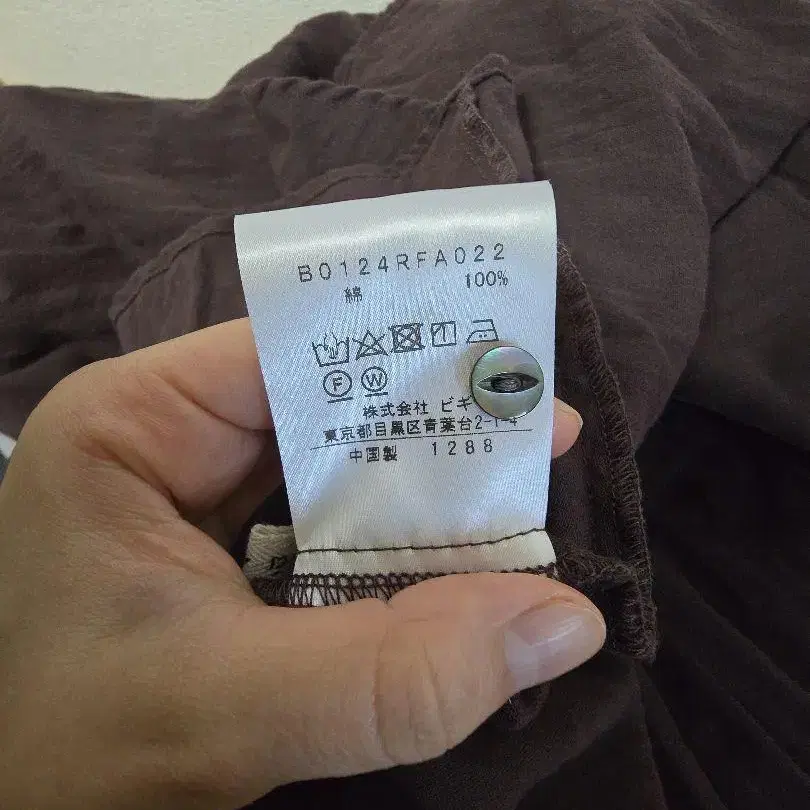 B0124RFA022
綿 100%
F W
株式会社 ビギ
東京都目黒区青葉台2-1-4
中国製 1288